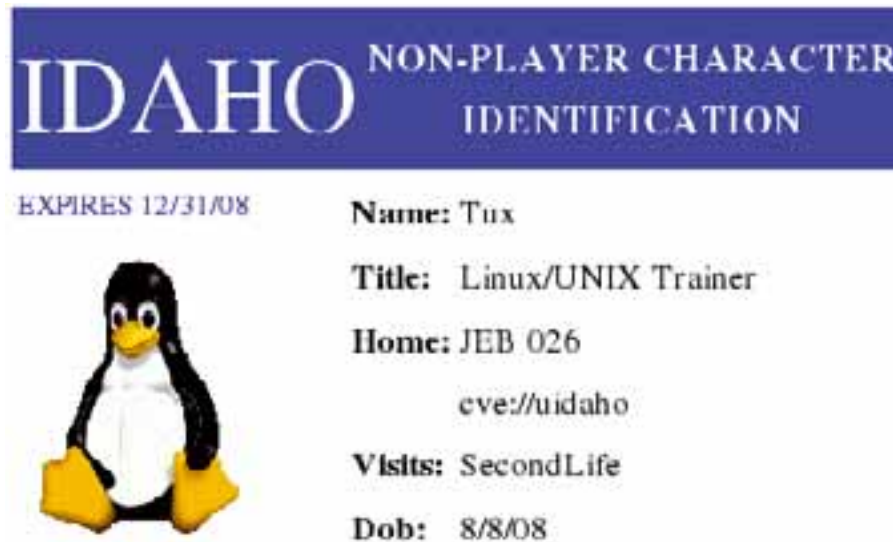 IDAHO NON-PLAYER CHARACTER
IDENTIFICATION
EXPIRES 12/31/08
Name: Tux
Title: Linux/UNIX Trainer
Home: JEB 026
cve://uidaho
Visits: SecondLife
Dob: 8/8/08